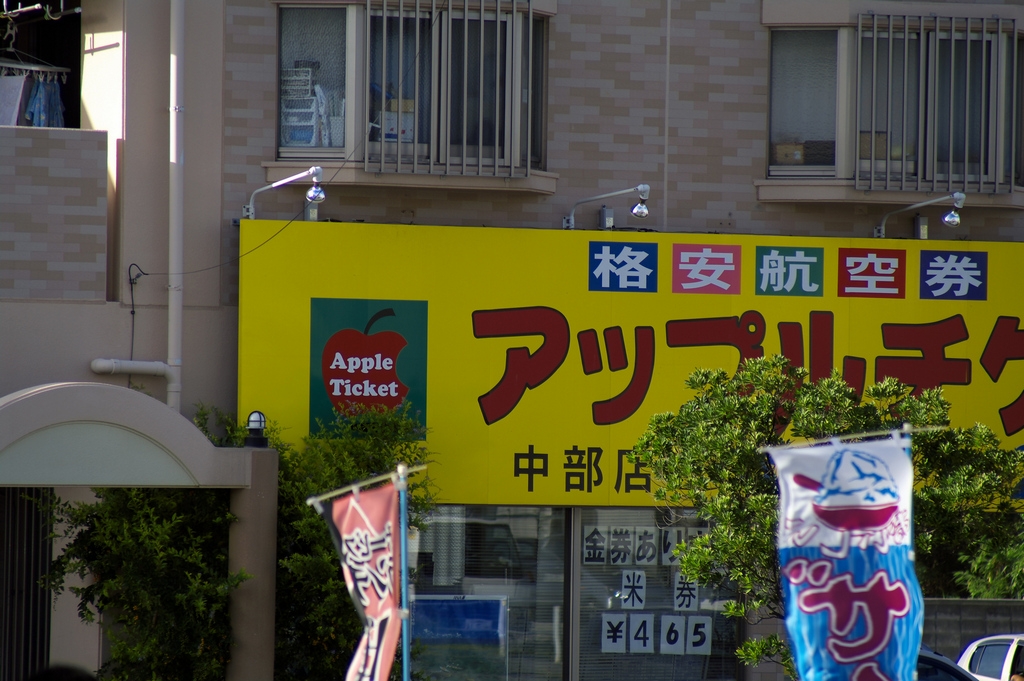 格安航空券
Apple
Ticket
アップルチケ
中部店
金券あり
米券
¥465